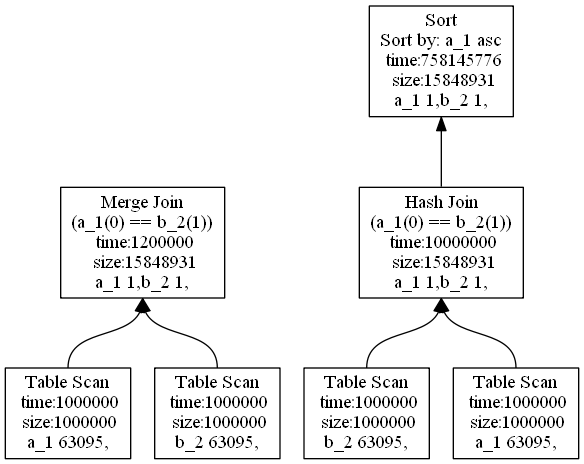 Sort
Sort by: a_1 asc
time:758145776
size:15848931
a_1 1,b_2 1,
Merge Join
(a_1(0) == b_2(1))
time:1200000
size:15848931
a_1 1,b_2 1,
Hash Join
(a_1(0) == b_2(1))
time:10000000
size:15848931
a_1 1,b_2 1,
Table Scan
time:1000000
size:1000000
a_1 63095,
Table Scan
time:1000000
size:1000000
b_2 63095,
Table Scan
time:1000000
size:1000000
b_2 63095,
Table Scan
time:1000000
size:1000000
a_1 63095,